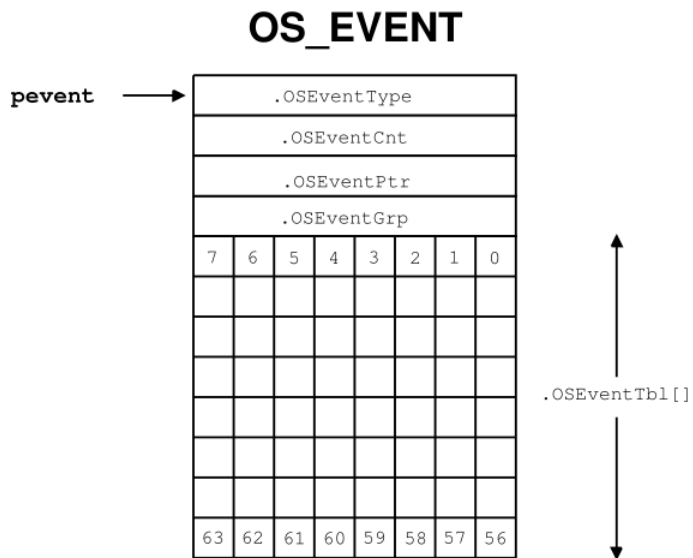 OS_EVENT
pevent
.OSEventType
.OSEventCnt
.OSEventPtr
.OSEventGrp
7 6 5 4 3 2 1 0
.OSEventTbl[]
63 62 61 60 59 58 57 56